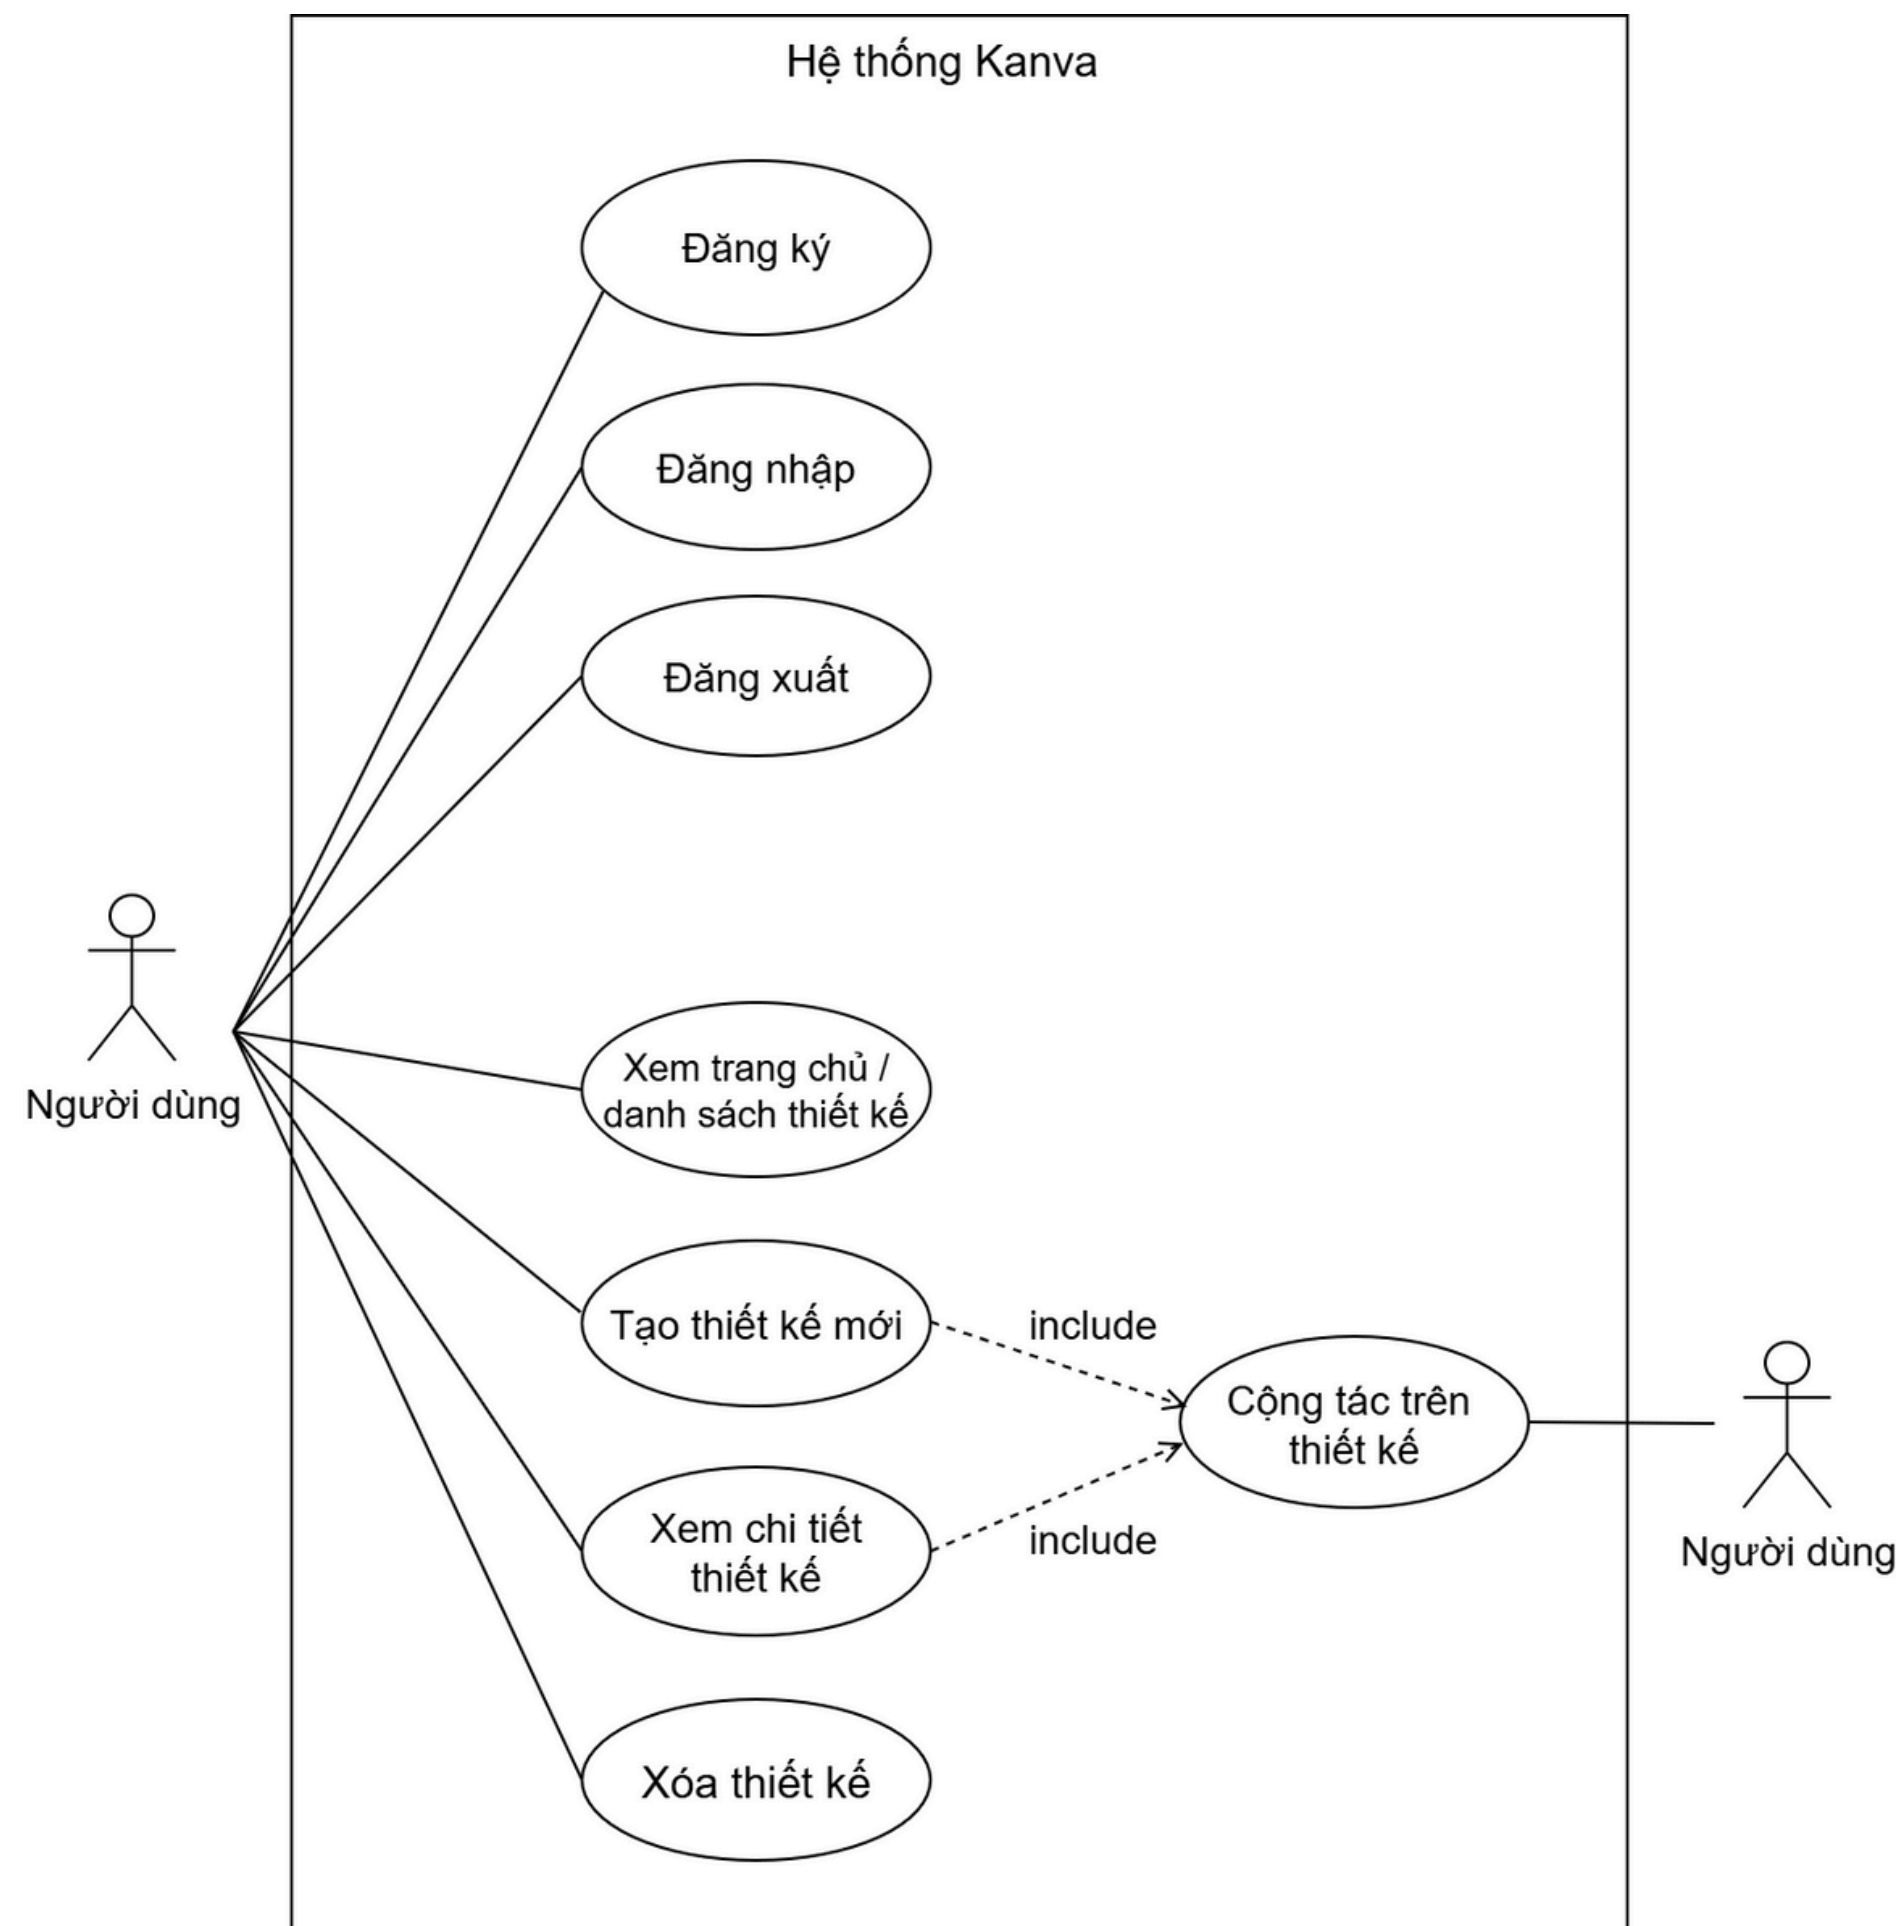 Hệ thống Kanva
Đăng ký
Đăng nhập
Đăng xuất
Người dùng
Xem trang chủ /
danh sách thiết kế
Tạo thiết kế mới
include
Cộng tác trên
thiết kế
Xem chi tiết
thiết kế
include
Người dùng
Xóa thiết kế